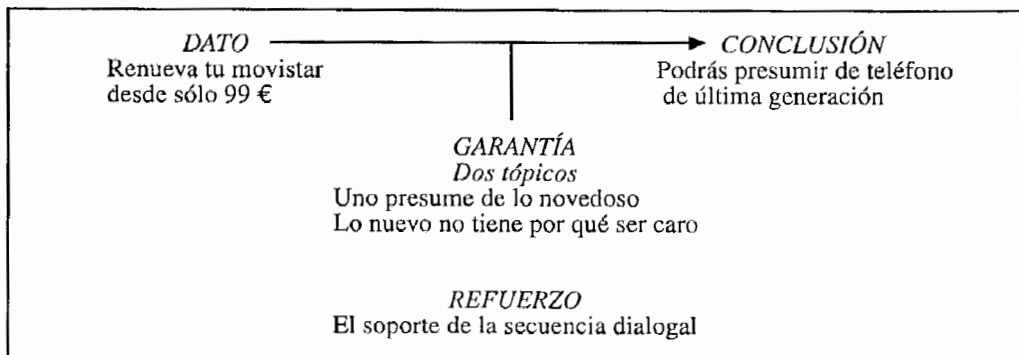 DATO
CONCLUSIÓN
Renueva tu movistar
desde sólo 99 €
Podrás presumir de teléfono
de última generación
GARANTÍA
Dos tópicos
Uno presume de lo novedoso
Lo nuevo no tiene por qué ser caro
REFUERZO
El soporte de la secuencia dialogal